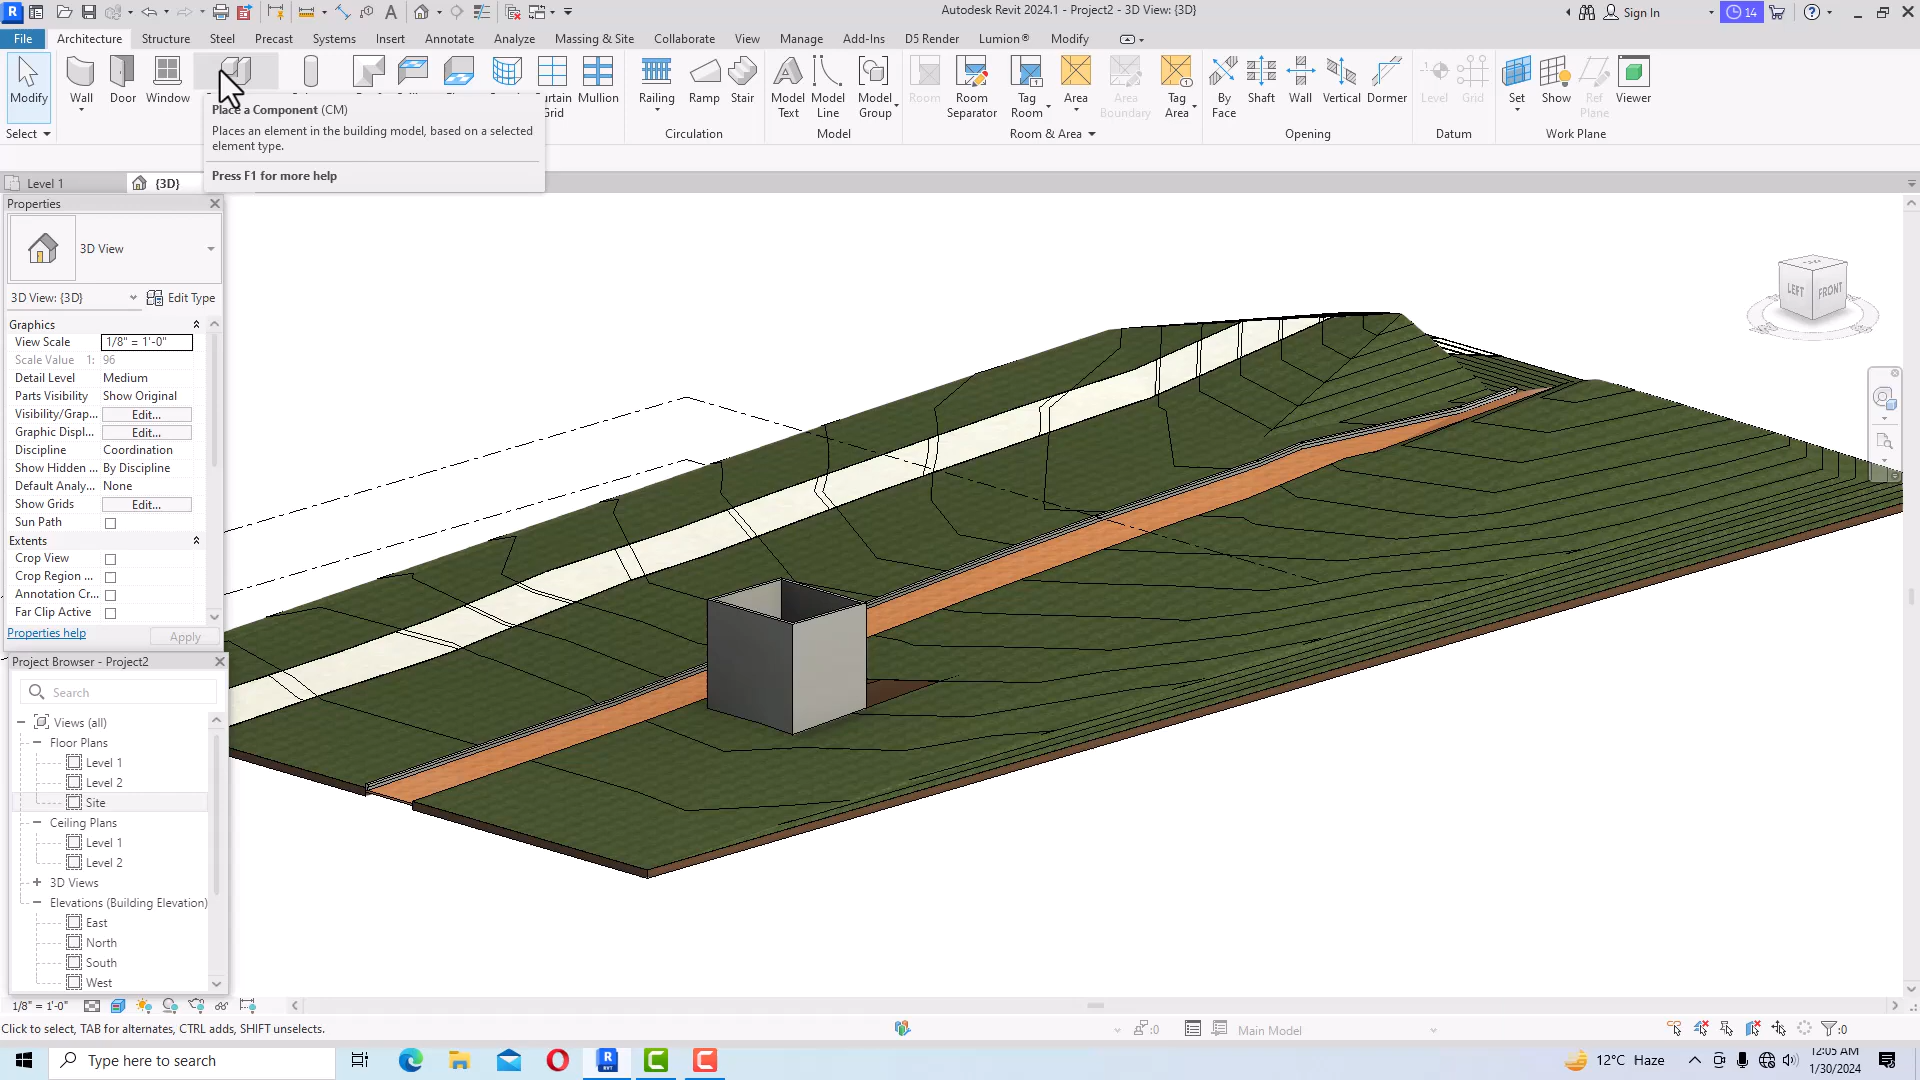 Autodesk Revit 2024.1 - Project2 - 3D View: {3D}
Sign In
14
File Architecture Structure Steel Precast Systems Insert Annotate Analyze Massing & Site Collaborate View Manage Add-Ins D5 Render Lumion® Modify
Modify Wall Door Window
Mullion Railing Ramp Stair Model Text Model Line Model Group Room Room Separator Tag Room Area Area Boundary Tag Area By Face Shaft Wall Vertical Dormer Level Grid Set Show Ref Plane Viewer
Select Circulation Model Room & Area Opening Datum Work Plane
Place a Component (CM)
Places an element in the building model, based on a selected
element type.
Press F1 for more help
Level 1
{3D}
Properties
3D View
3D View: {3D} Edit Type
Graphics
View Scale 1/8" = 1'-0"
Scale Value 1: 96
Detail Level Medium
Parts Visibility Show Original
Visibility/Grap... Edit...
Graphic Displ... Edit...
Discipline Coordination
Show Hidden ... By Discipline
Default Analy... None
Show Grids Edit...
Sun Path
Extents
Crop View
Crop Region ...
Annotation Cr...
Far Clip Active
Properties help Apply
Project Browser - Project2
Search
Views (all)
Floor Plans
Level 1
Level 2
Site
Ceiling Plans
Level 1
Level 2
3D Views
Elevations (Building Elevation)
East
North
South
West
LEFT FRONT
1/8" = 1'-0"
Click to select, TAB for alternates, CTRL adds, SHIFT unselects.
:0
Main Model
:0
Type here to search
12°C Haze
12:05 AM
1/30/2024